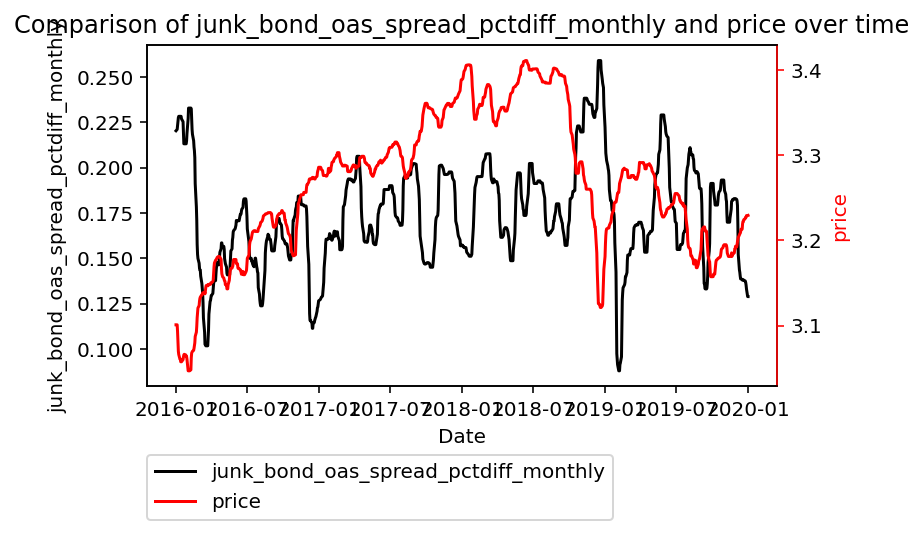 Comparison of junk_bond_oas_spread_pctdiff_monthly and price over time
junk_bond_oas_spread_pctdiff_monthly
0.250
0.225
0.200
0.175
0.150
0.125
0.100
3.4
3.3
3.2
3.1
price
2016-01 2016-07 2017-01 2017-07 2018-01 2018-07 2019-01 2019-07 2020-01
Date
junk_bond_oas_spread_pctdiff_monthly
price